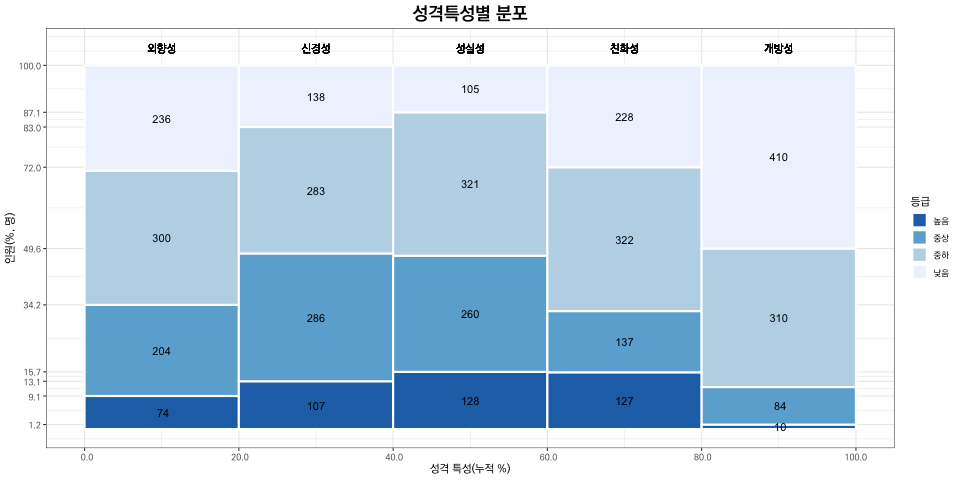 성격특성별 분포
외향성 신경성 성실성 친화성 개방성
100.0
87.1
83.0
72.0
49.6
34.2
15.7
13.1
9.1
1.2
인원(%, 명)
236 138 105 228 410
300 283 321 322 310
204 286 260 137 84
74 107 128 127 10
0.0 20.0 40.0 60.0 80.0 100.0
성격 특성(누적 %)
등급
높음
중상
중하
낮음